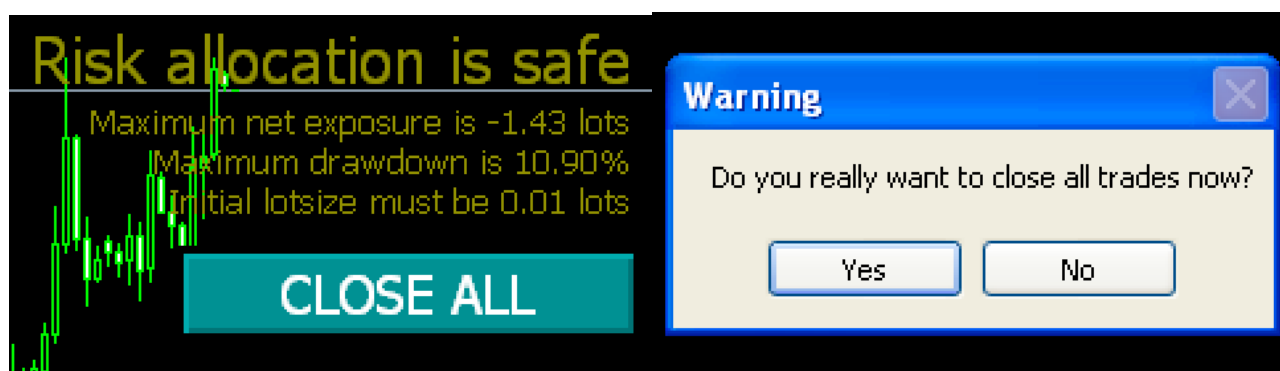 Risk allocation is safe
Maximum net exposure is -1.43 lots
Maximum drawdown is 10.90%
Initial lotsize must be 0.01 lots
CLOSE ALL
Warning
Do you really want to close all trades now?
Yes
No